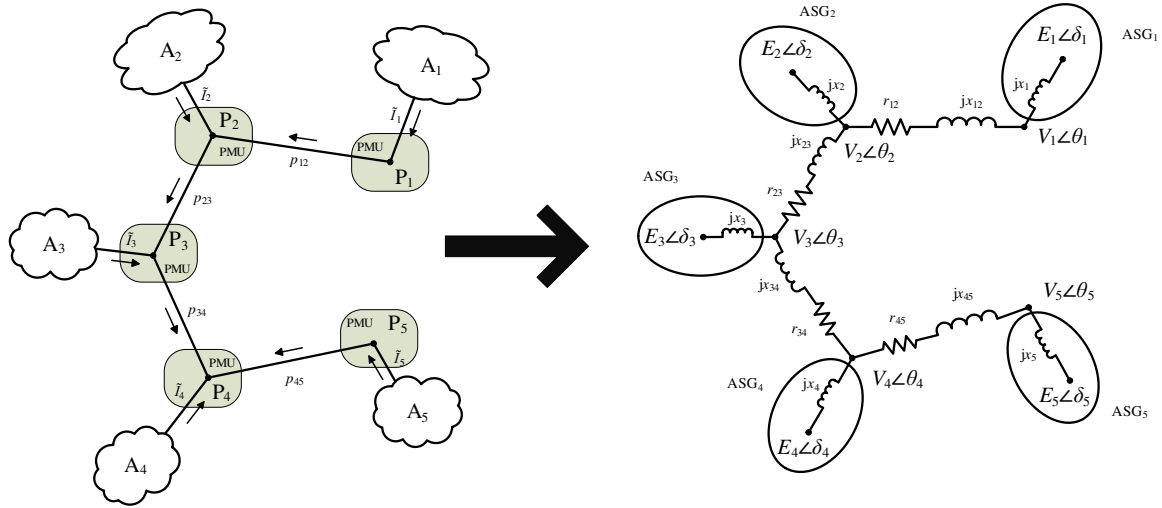 A₂
A₁
Ĩ₂
Ĩ₁
P₂
PMU
p₁₂
PMU
P₁
p₂₃
A₃
Ĩ₃
P₃
PMU
p₃₄
PMU
P₅
Ĩ₅
PMU
P₄
Ĩ₄
p₄₅
A₅
A₄
ASG₂
E₂∠δ₂
jx₂
r₁₂
jx₁₂
E₁∠δ₁
ASG₁
jx₁
V₁∠θ₁
V₂∠θ₂
jx₂₃
r₂₃
ASG₃
E₃∠δ₃
jx₃
V₃∠θ₃
jx₃₄
r₃₄
r₄₅
jx₄₅
V₅∠θ₅
jx₅
E₅∠δ₅
ASG₅
V₄∠θ₄
ASG₄
jx₄
E₄∠δ₄